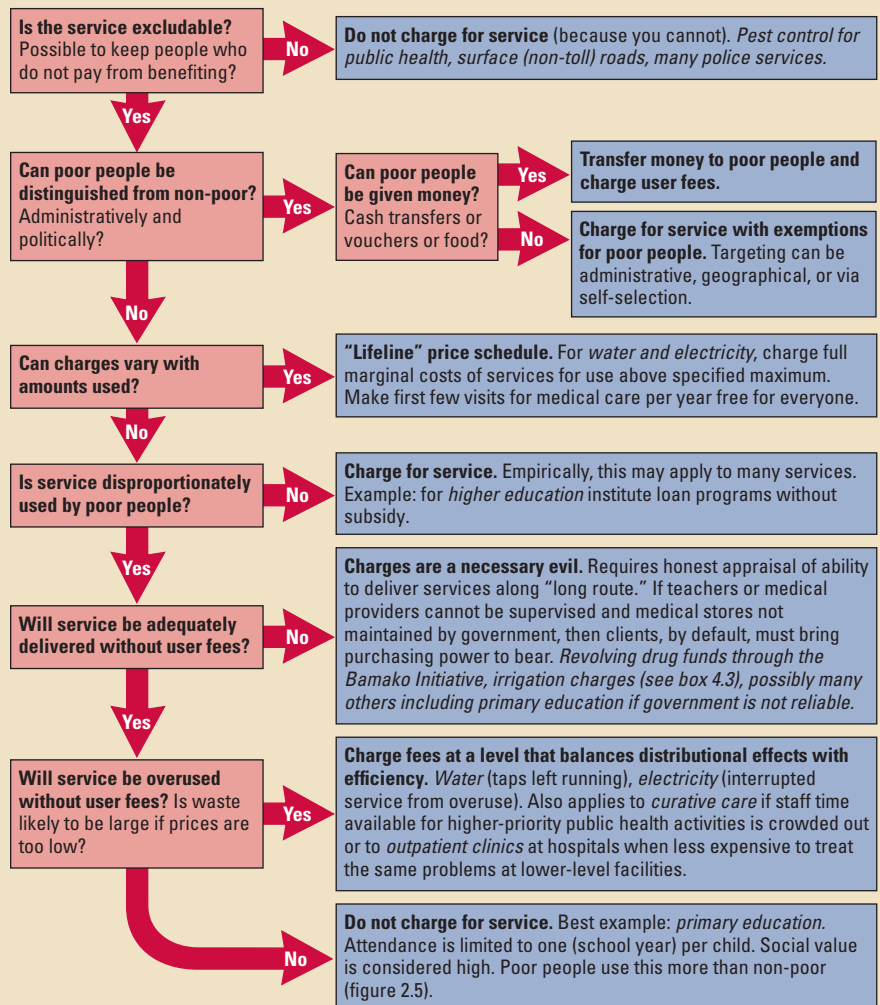 Is the service excludable?
Possible to keep people who
do not pay from benefiting?
No
Do not charge for service (because you cannot). Pest control for
public health, surface (non-toll) roads, many police services.
Yes
Can poor people be
distinguished from non-poor?
Administratively and
politically?
Yes
Can poor people
be given money?
Cash transfers or
vouchers or food?
Yes
Transfer money to poor people and
charge user fees.
No
Charge for service with exemptions
for poor people. Targeting can be
administrative, geographical, or via
self-selection.
No
Can charges vary with
amounts used?
Yes
"Lifeline" price schedule. For water and electricity, charge full
marginal costs of services for use above specified maximum.
Make first few visits for medical care per year free for everyone.
No
Is service disproportionately
used by poor people?
No
Charge for service. Empirically, this may apply to many services.
Example: for higher education institute loan programs without
subsidy.
Yes
Will service be adequately
delivered without user fees?
No
Charges are a necessary evil. Requires honest appraisal of ability
to deliver services along "long route." If teachers or medical
providers cannot be supervised and medical stores not
maintained by government, then clients, by default, must bring
purchasing power to bear. Revolving drug funds through the
Bamako Initiative, irrigation charges (see box 4.3), possibly many
others including primary education if government is not reliable.
Yes
Will service be overused
without user fees? Is waste
likely to be large if prices are
too low?
Yes
Charge fees at a level that balances distributional effects with
efficiency. Water (taps left running), electricity (interrupted
service from overuse). Also applies to curative care if staff time
available for higher-priority public health activities is crowded out
or to outpatient clinics at hospitals when less expensive to treat
the same problems at lower-level facilities.
No
Do not charge for service. Best example: primary education.
Attendance is limited to one (school year) per child. Social value
is considered high. Poor people use this more than non-poor
(figure 2.5).